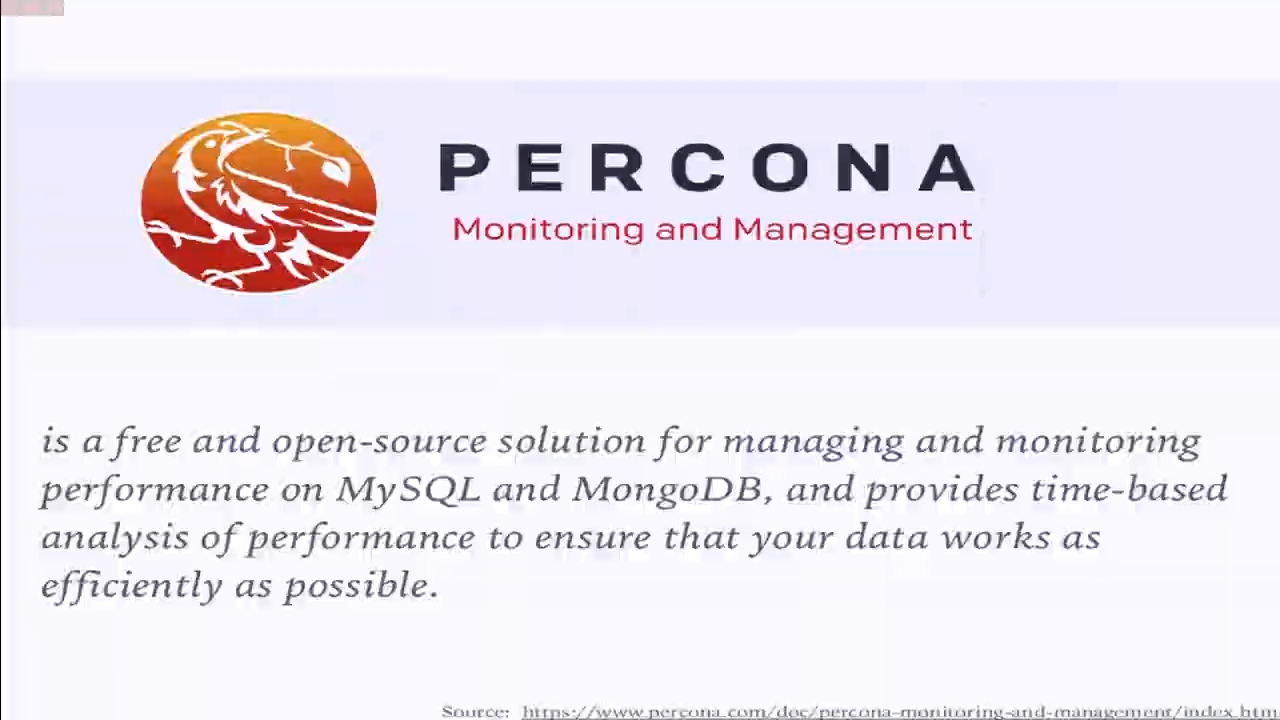 PERCONA
Monitoring and Management
is a free and open-source solution for managing and monitoring
performance on MySQL and MongoDB, and provides time-based
analysis of performance to ensure that your data works as
efficiently as possible.
Source: https://www.percona.com/doc/percona-monitoring-and-management/index.htm